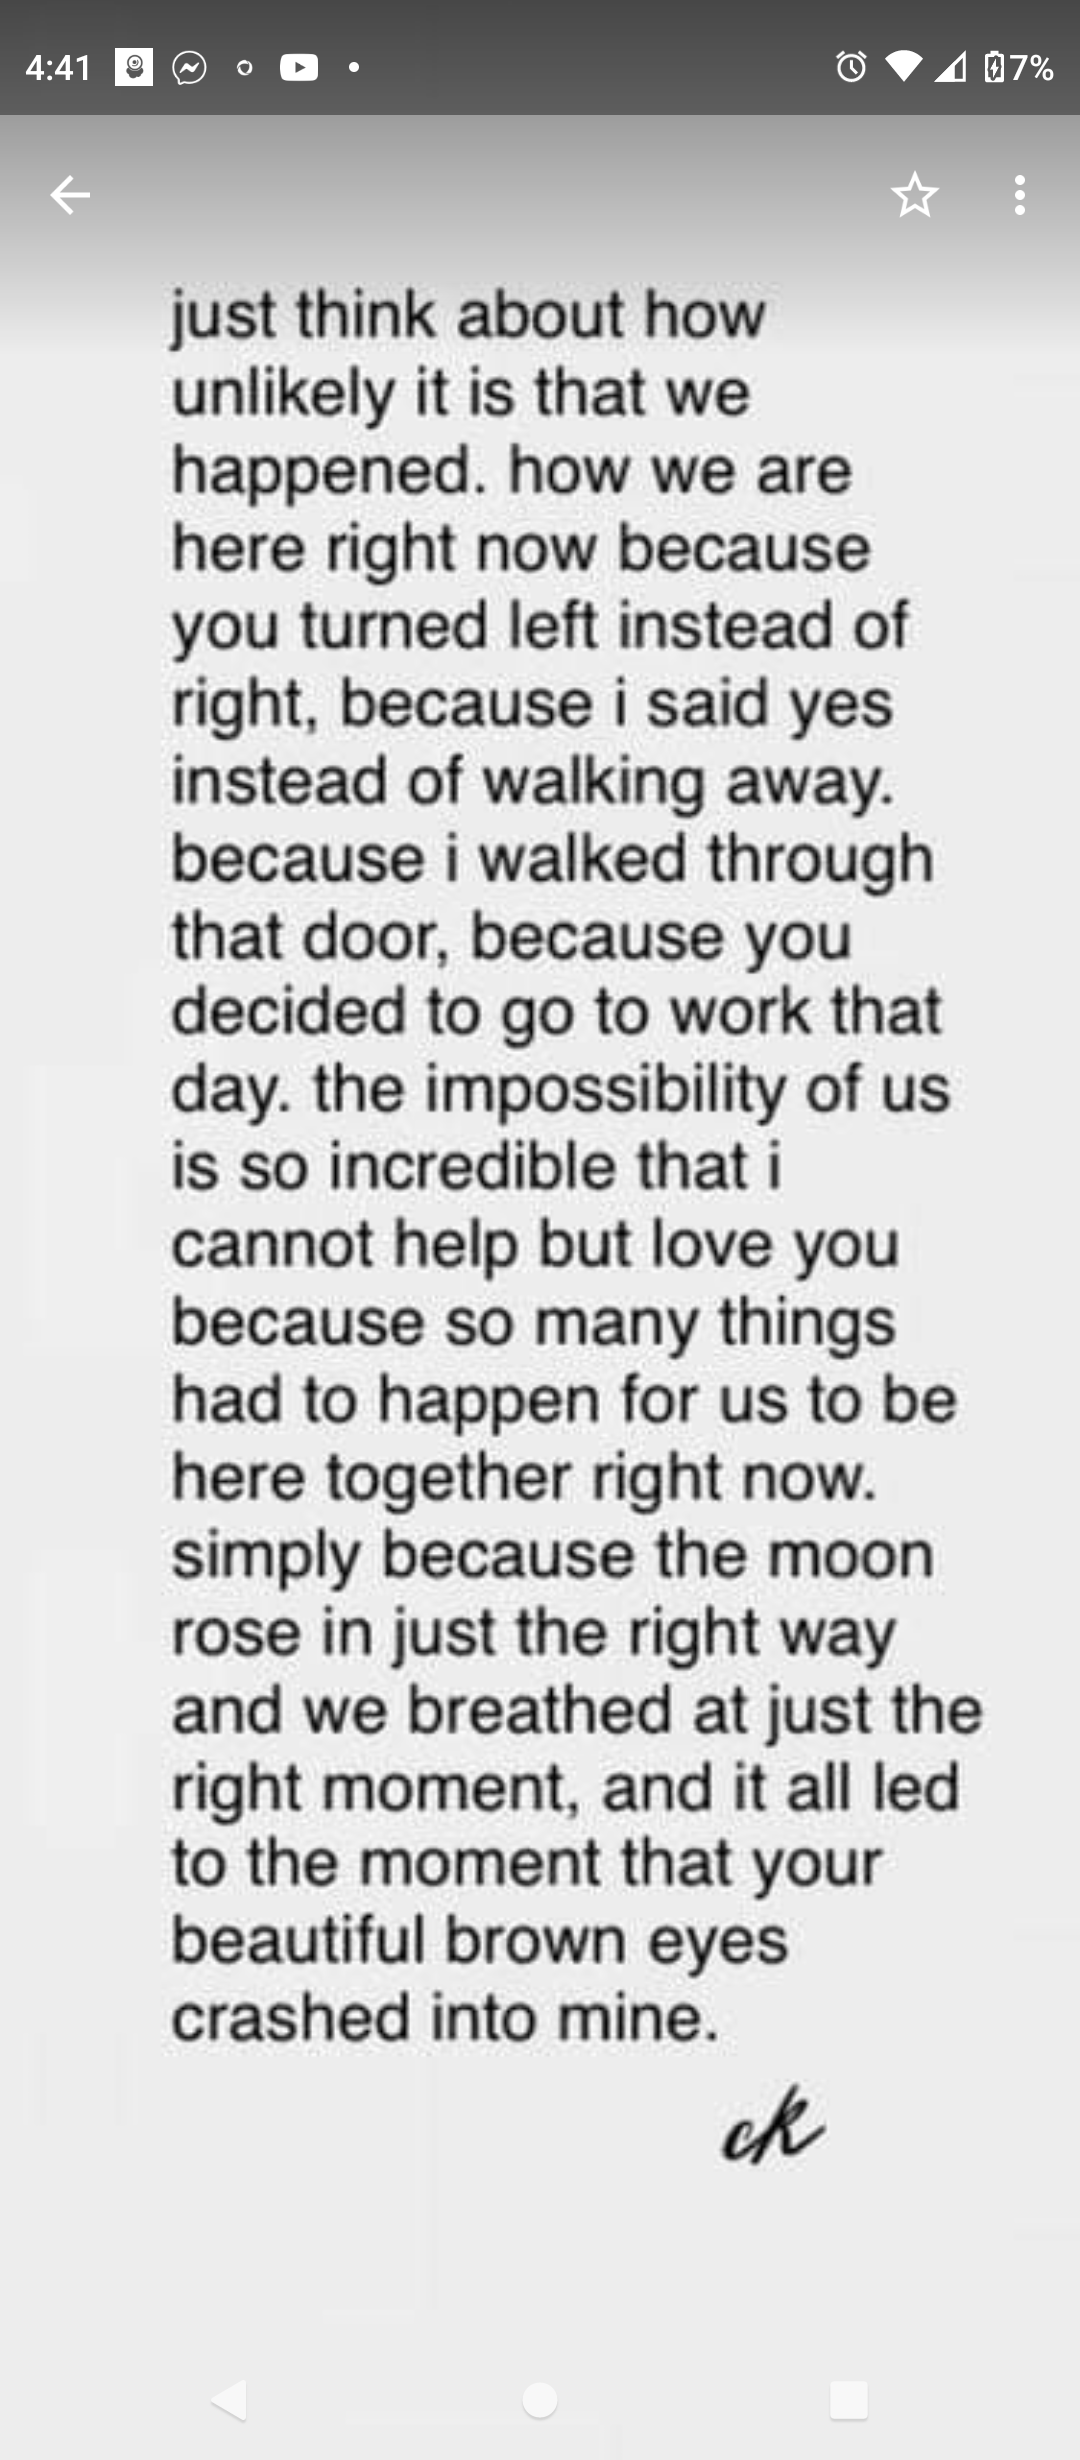 4:41
7%
just think about how
unlikely it is that we
happened. how we are
here right now because
you turned left instead of
right, because i said yes
instead of walking away.
because i walked through
that door, because you
decided to go to work that
day. the impossibility of us
is so incredible that i
cannot help but love you
because so many things
had to happen for us to be
here together right now.
simply because the moon
rose in just the right way
and we breathed at just the
right moment, and it all led
to the moment that your
beautiful brown eyes
crashed into mine.
ck